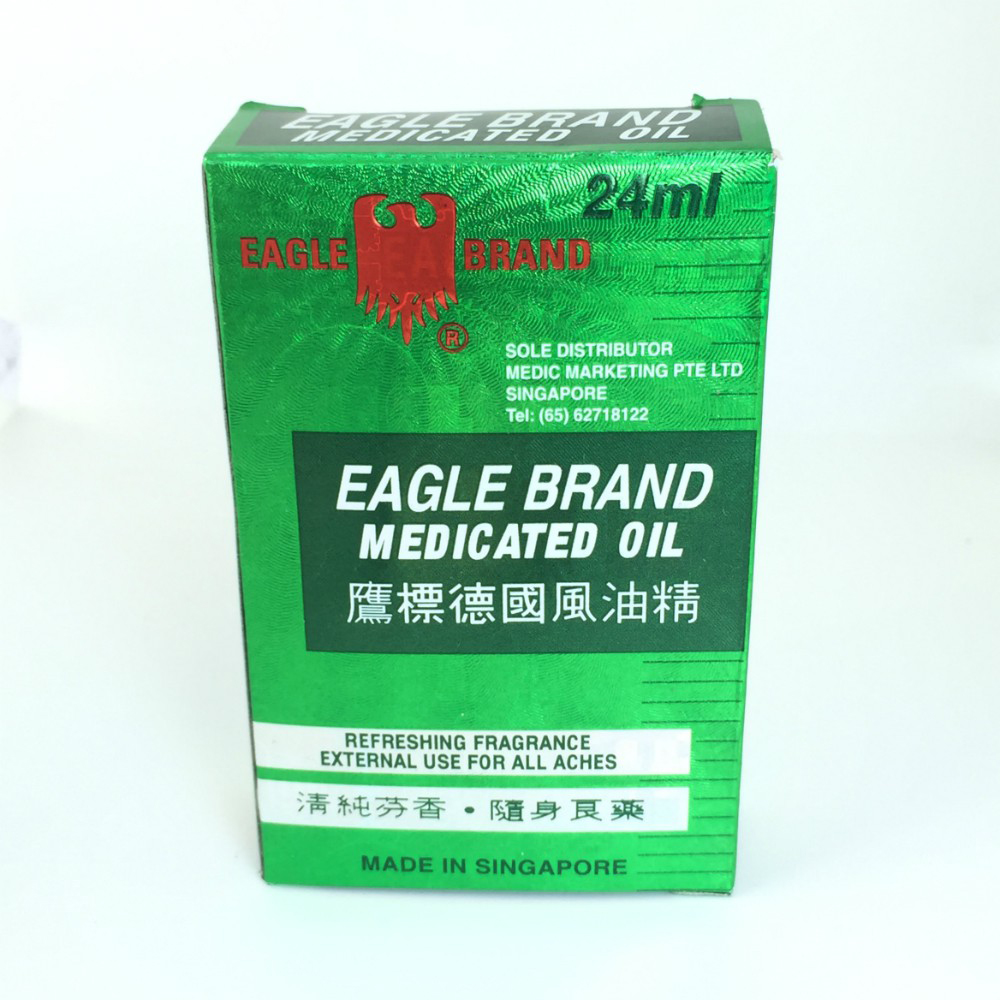 EAGLE BRAND
MEDICATED OIL
24ml
EAGLE BRAND
®
SOLE DISTRIBUTOR
MEDIC MARKETING PTE LTD
SINGAPORE
Tel: (65) 62718122
EAGLE BRAND
MEDICATED OIL
鷹標德國風油精
REFRESHING FRAGRANCE
EXTERNAL USE FOR ALL ACHES
清純芬香・隨身良藥
MADE IN SINGAPORE